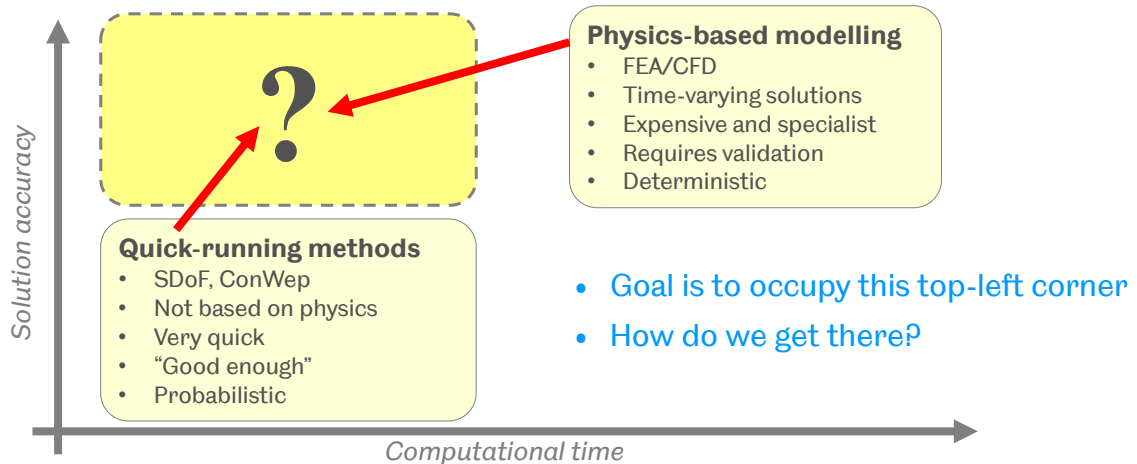 Solution accuracy
?
Physics-based modelling
• FEA/CFD
• Time-varying solutions
• Expensive and specialist
• Requires validation
• Deterministic
Quick-running methods
• SDoF, ConWep
• Not based on physics
• Very quick
• “Good enough”
• Probabilistic
• Goal is to occupy this top-left corner
• How do we get there?
Computational time